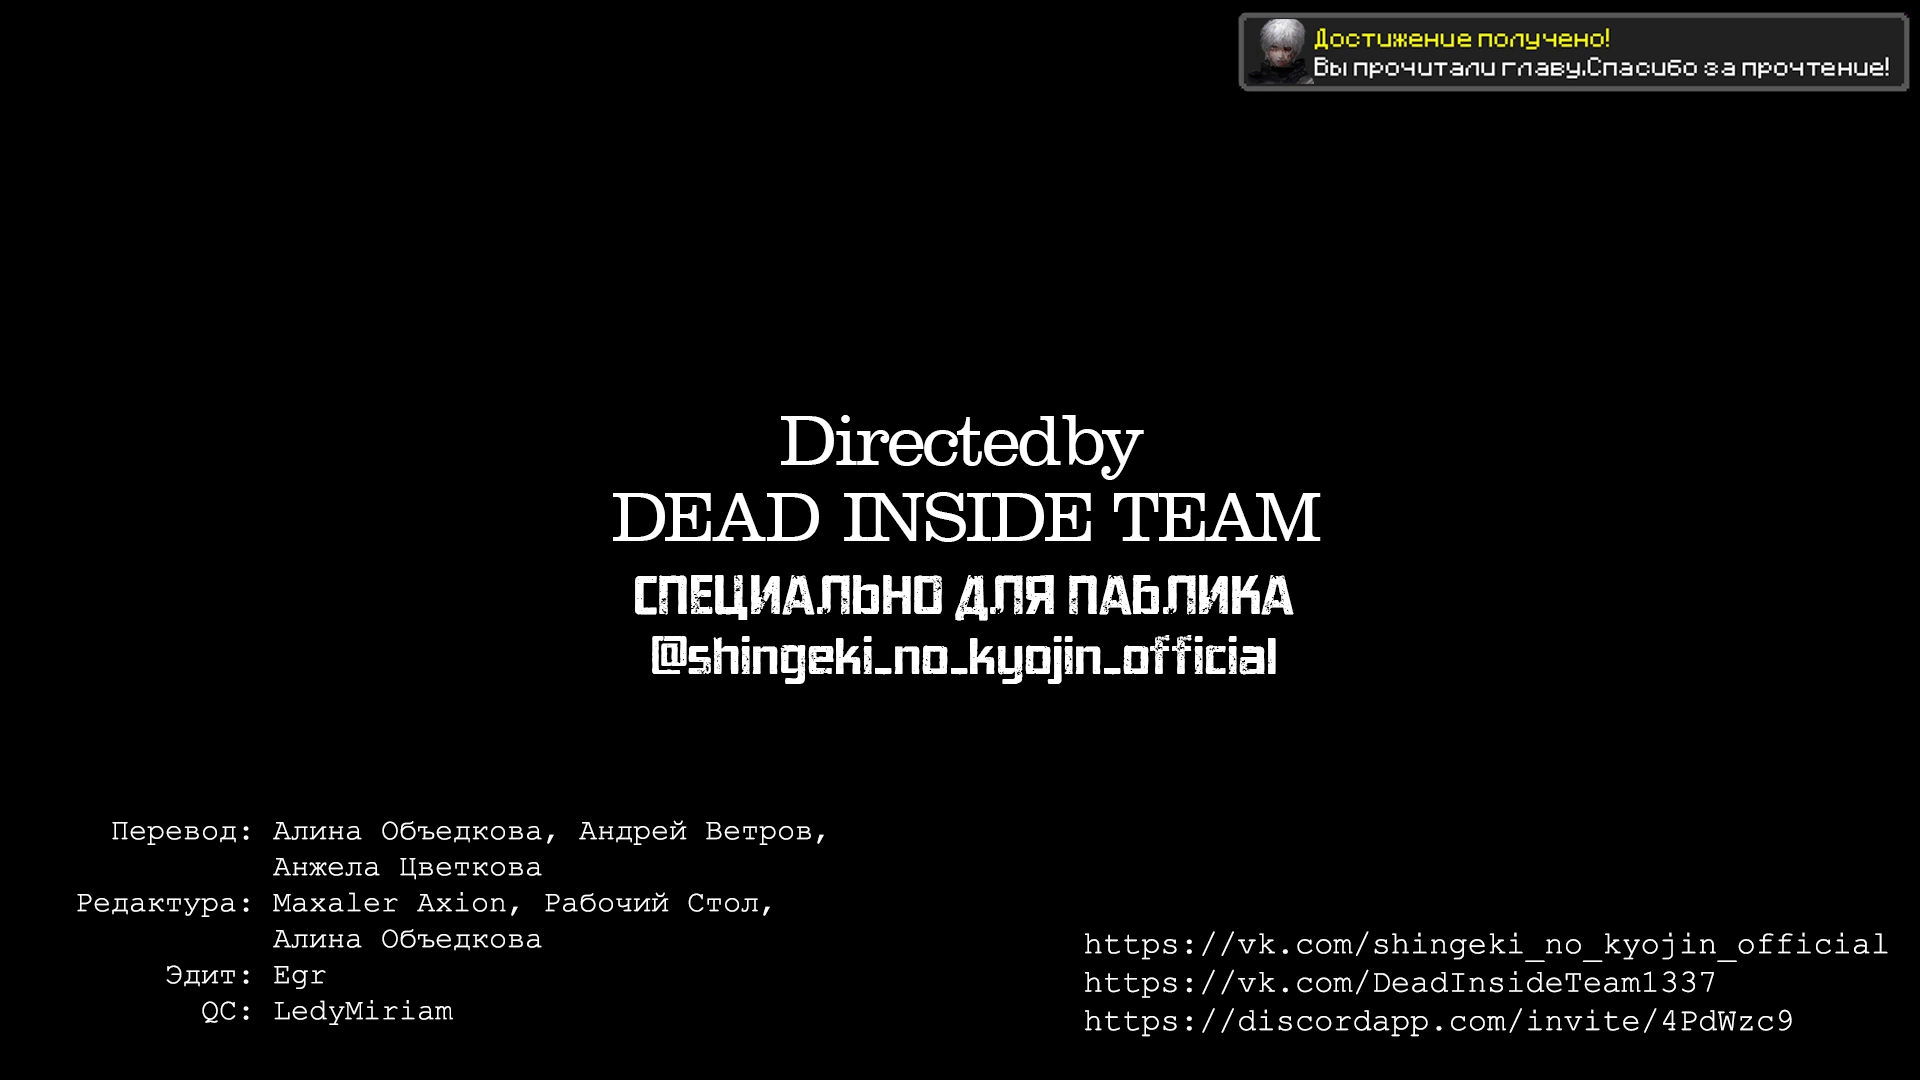 Достижение получено!
Вы прочитали главу.Спасибо за прочтение!
Directed by
DEAD INSIDE TEAM
СПЕЦИАЛЬНО ДЛЯ ПАБЛИКА
@shingeki_no_kyojin_official
Перевод: Алина Объедкова, Андрей Ветров,
Анжела Цветкова
Редактура: Maxaler Axion, Рабочий Стол,
Алина Объедкова
Эдит: Egr
QC: LedyMiriam
https://vk.com/shingeki_no_kyojin_official
https://vk.com/DeadInsideTeam1337
https://discordapp.com/invite/4PdWzc9